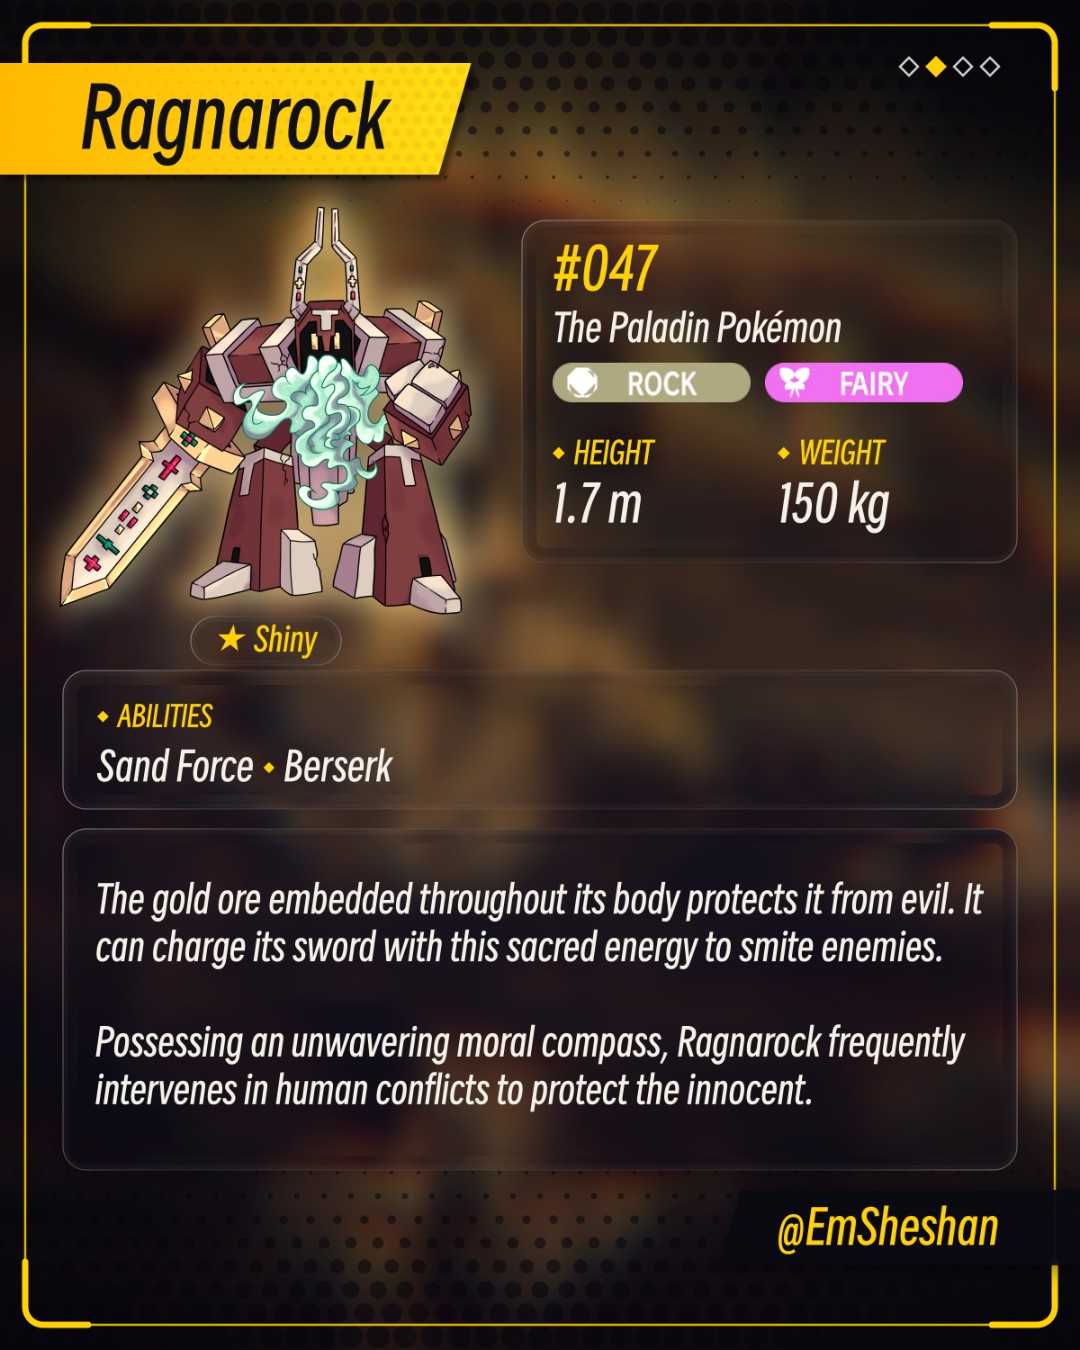 Ragnarock
#047
The Paladin Pokémon
ROCK FAIRY
HEIGHT WEIGHT
1.7 m 150 kg
Shiny
ABILITIES
Sand Force • Berserk
The gold ore embedded throughout its body protects it from evil. It
can charge its sword with this sacred energy to smite enemies.
Possessing an unwavering moral compass, Ragnarock frequently
intervenes in human conflicts to protect the innocent.
@EmSheshan